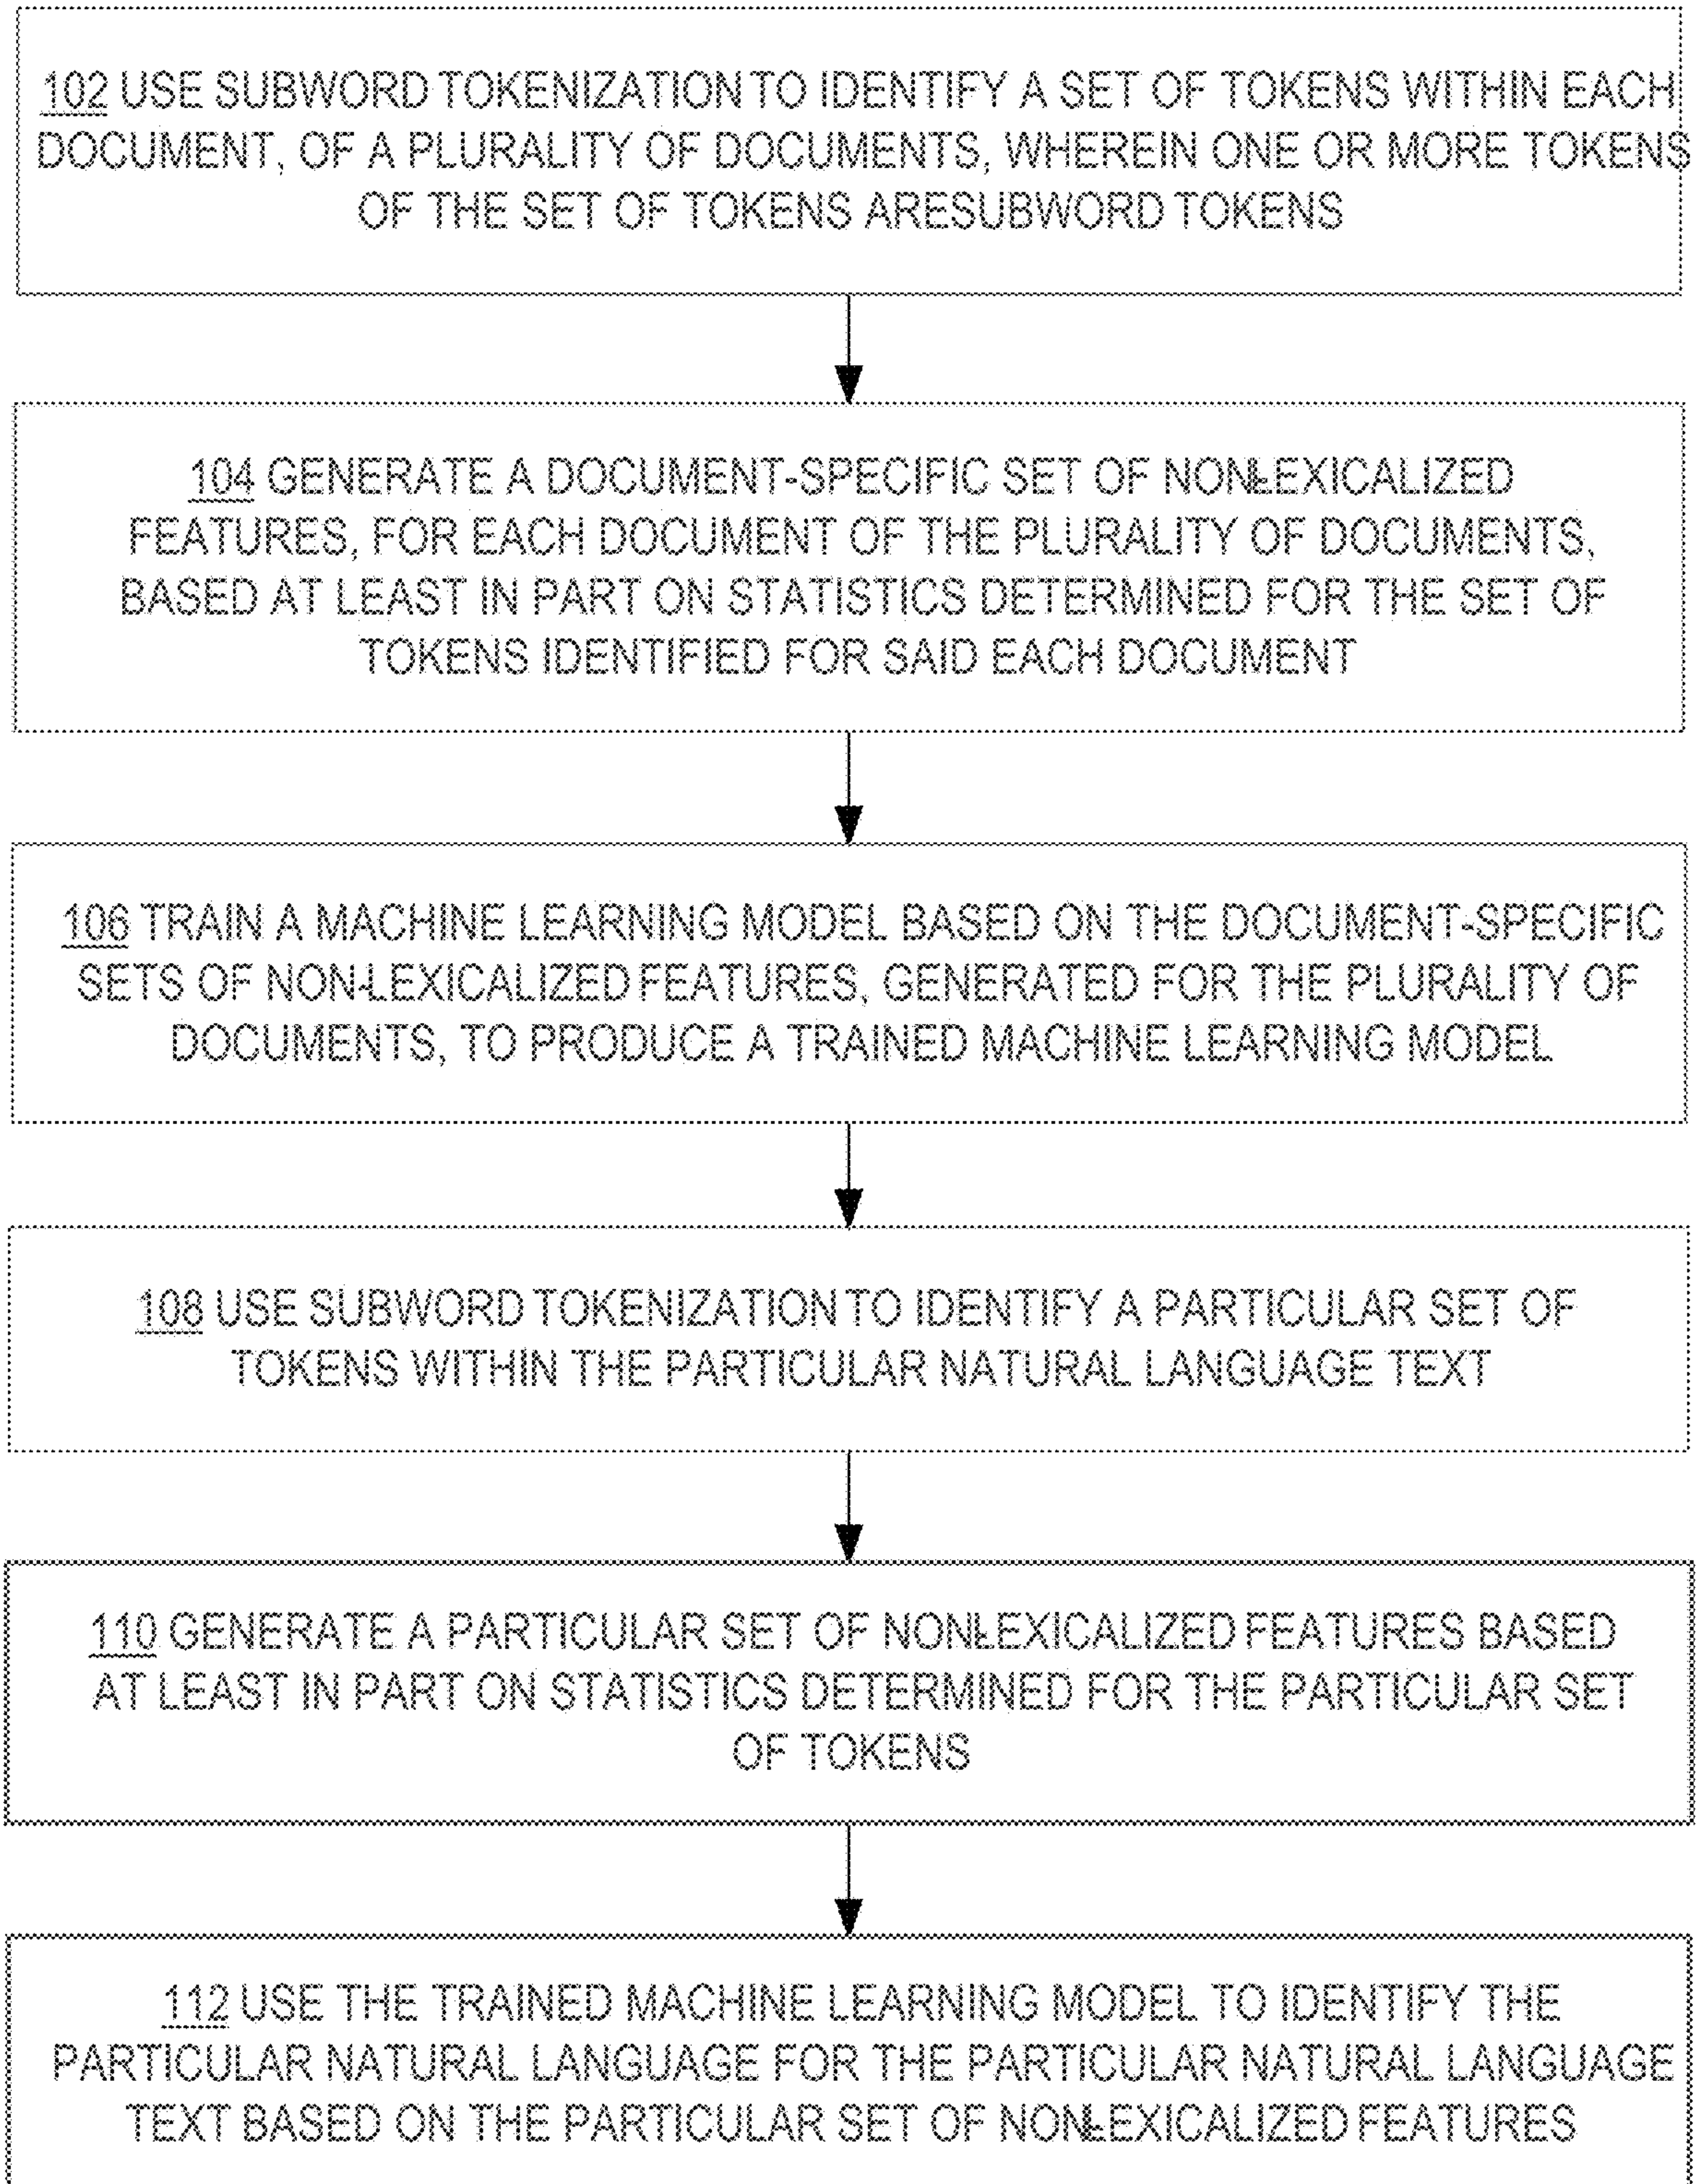 102 USE SUBWORD TOKENIZATION TO IDENTIFY A SET OF TOKENS WITHIN EACH
DOCUMENT, OF A PLURALITY OF DOCUMENTS, WHEREIN ONE OR MORE TOKENS
OF THE SET OF TOKENS ARESUBWORD TOKENS
104 GENERATE A DOCUMENT-SPECIFIC SET OF NON-LEXICALIZED
FEATURES, FOR EACH DOCUMENT OF THE PLURALITY OF DOCUMENTS,
BASED AT LEAST IN PART ON STATISTICS DETERMINED FOR THE SET OF
TOKENS IDENTIFIED FOR SAID EACH DOCUMENT
106 TRAIN A MACHINE LEARNING MODEL BASED ON THE DOCUMENT-SPECIFIC
SETS OF NON-LEXICALIZED FEATURES, GENERATED FOR THE PLURALITY OF
DOCUMENTS, TO PRODUCE A TRAINED MACHINE LEARNING MODEL
108 USE SUBWORD TOKENIZATION TO IDENTIFY A PARTICULAR SET OF
TOKENS WITHIN THE PARTICULAR NATURAL LANGUAGE TEXT
110 GENERATE A PARTICULAR SET OF NON-LEXICALIZED FEATURES BASED
AT LEAST IN PART ON STATISTICS DETERMINED FOR THE PARTICULAR SET
OF TOKENS
112 USE THE TRAINED MACHINE LEARNING MODEL TO IDENTIFY THE
PARTICULAR NATURAL LANGUAGE FOR THE PARTICULAR NATURAL LANGUAGE
TEXT BASED ON THE PARTICULAR SET OF NON-LEXICALIZED FEATURES